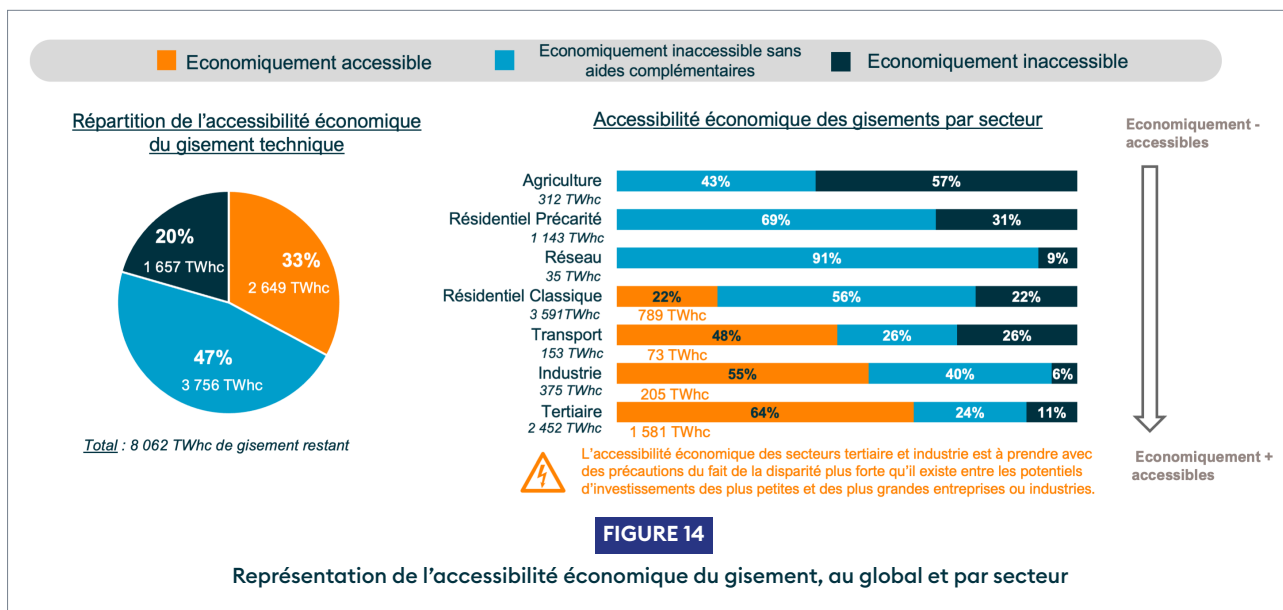 Economiquement accessible
Economiquement inaccessible sans
aides complémentaires
Economiquement inaccessible
Répartition de l'accessibilité économique
du gisement technique
20%
1 657 TWhc
33%
2 649 TWhc
47%
3 756 TWhc
Total : 8 062 TWhc de gisement restant
Accessibilité économique des gisements par secteur
Agriculture
312 TWhc
43%
57%
Résidentiel Précarité
1 143 TWhc
69%
31%
Réseau
35 TWhc
91%
9%
Résidentiel Classique
3 591TWhc
22%
56%
22%
789 TWhc
Transport
153 TWhc
48%
26%
26%
73 TWhc
Industrie
375 TWhc
55%
40%
6%
205 TWhc
Tertiaire
2 452 TWhc
64%
24%
11%
1 581 TWhc
L'accessibilité économique des secteurs tertiaire et industrie est à prendre avec
des précautions du fait de la disparité plus forte qu'il existe entre les potentiels
d'investissements des plus petites et des plus grandes entreprises ou industries.
Economiquement -
accessibles
Economiquement +
accessibles
FIGURE 14
Représentation de l'accessibilité économique du gisement, au global et par secteur